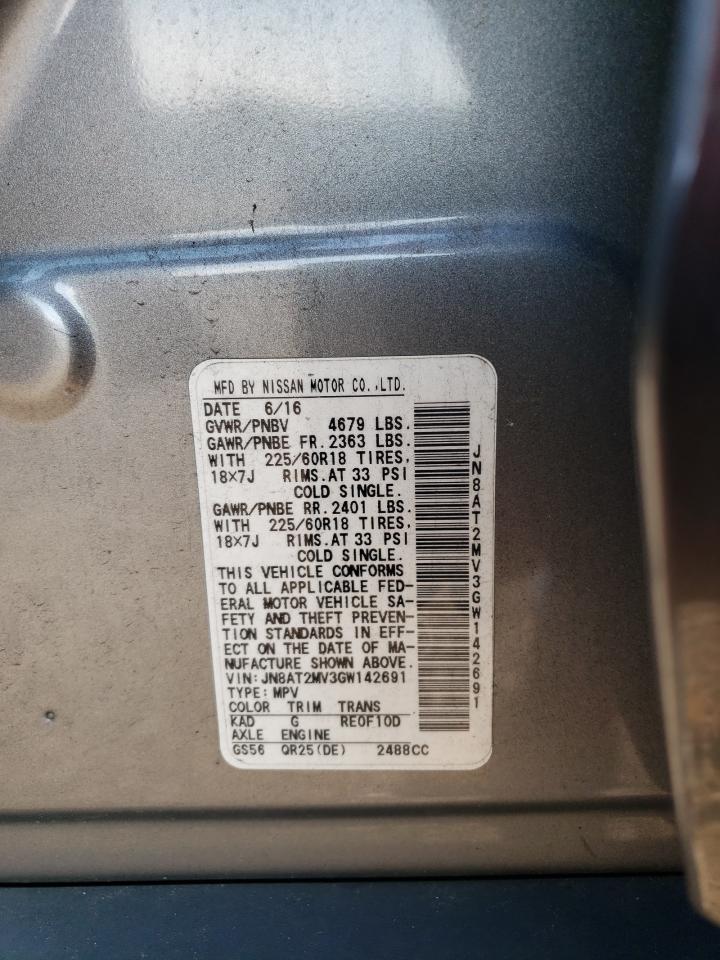 MFD BY NISSAN MOTOR CO.,LTD.
DATE 6/16
GVWR/PNBV 4679 LBS.
GAWR/PNBE FR. 2363 LBS.
WITH 225/60R18 TIRES,
18×7J RIMS.AT 33 PSI
COLD SINGLE.
GAWR/PNBE RR. 2401 LBS.
WITH 225/60R18 TIRES,
18×7J RIMS.AT 33 PSI
COLD SINGLE.
THIS VEHICLE CONFORMS
TO ALL APPLICABLE FED-
ERAL MOTOR VEHICLE SA-
FETY AND THEFT PREVEN-
TION STANDARDS IN EFF-
ECT ON THE DATE OF MA-
NUFACTURE SHOWN ABOVE.
VIN:JN8AT2MV3GW142691
TYPE:MPV
COLOR TRIM TRANS
KAD G RE0F10D
AXLE ENGINE
GS56 QR25(DE) 2488CC
JN8AT2MV3GW142691